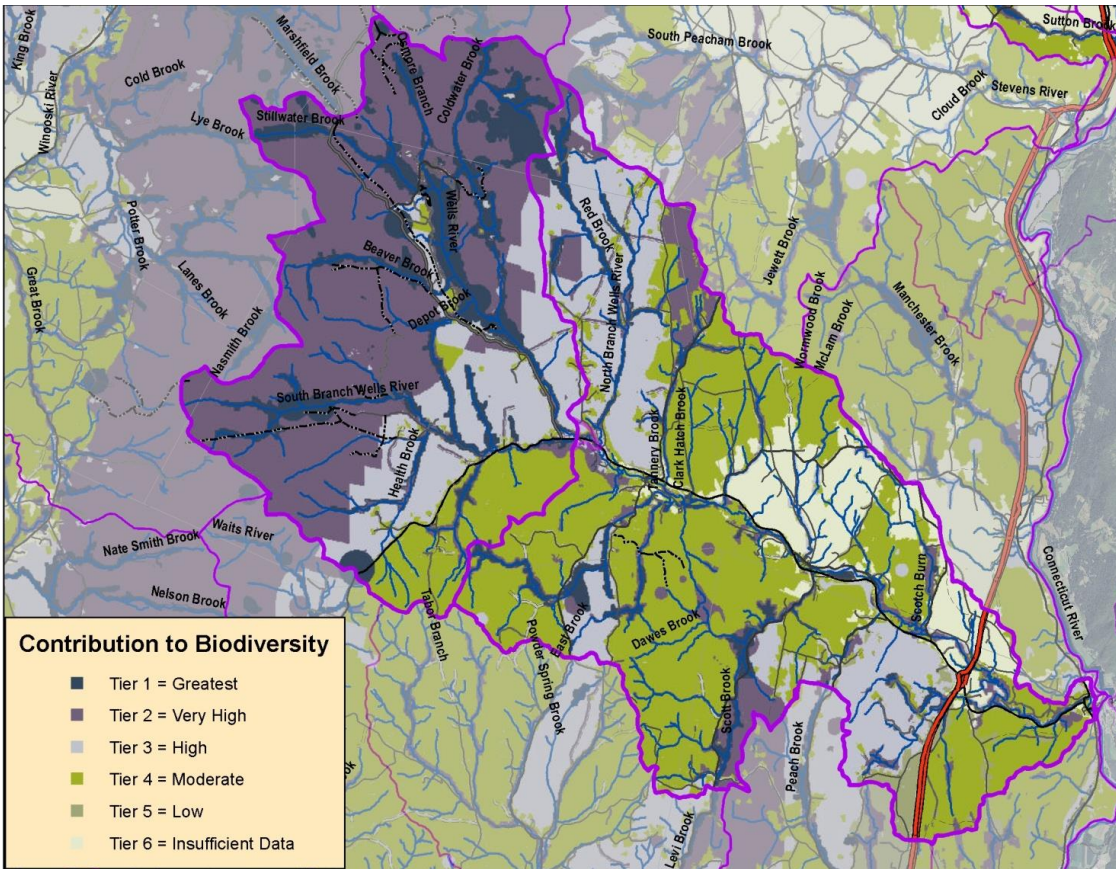 King Brook
Winooski River
Cold Brook
Marshfield Brook
Osmore Branch
Coldwater Brook
South Peacham Brook
Sutton Brook
Cloud Brook
Stevens River
Lye Brook
Stillwater Brook
Wells River
Potter Brook
Lanes Brook
Nasmith Brook
Great Brook
Beaver Brook
Depot Brook
Red Brook
North Branch Wells River
Jewett Brook
Wormwood Brook
McLam Brook
Manchester Brook
South Branch Wells River
Health Brook
Tannery Brook
Clark Hatch Brook
Waits River
Nate Smith Brook
Nelson Brook
Tabor Branch
Powder Spring Brook
East Brook
Dawes Brook
Scott Brook
Scotch Burn
Connecticut River
Peach Brook
Levi Brook
Contribution to Biodiversity
Tier 1 = Greatest
Tier 2 = Very High
Tier 3 = High
Tier 4 = Moderate
Tier 5 = Low
Tier 6 = Insufficient Data